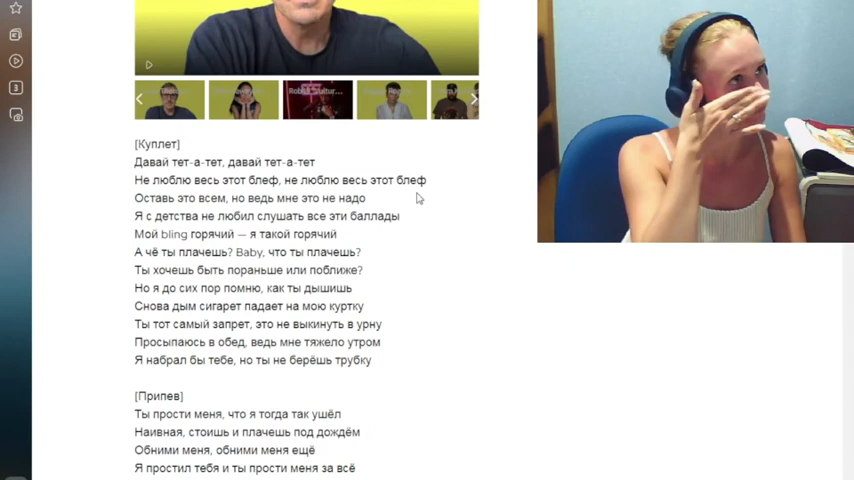 3
[Куплет]
Давай тет-а-тет, давай тет-а-тет
Не люблю весь этот блеф, не люблю весь этот блеф
Оставь это всем, но ведь мне это не надо
Я с детства не любил слушать все эти баллады
Мой bling горячий — я такой горячий
А чё ты плачешь? Baby, что ты плачешь?
Ты хочешь быть пораньше или поближе?
Но я до сих пор помню, как ты дышишь
Снова дым сигарет падает на мою куртку
Ты тот самый запрет, это не выкинуть в урну
Просыпаюсь в обед, ведь мне тяжело утром
Я набрал бы тебе, но ты не берёшь трубку
[Припев]
Ты прости меня, что я тогда так ушёл
Наивная, стоишь и плачешь под дождём
Обними меня, обними меня ещё
Я простил тебя и ты прости меня за всё